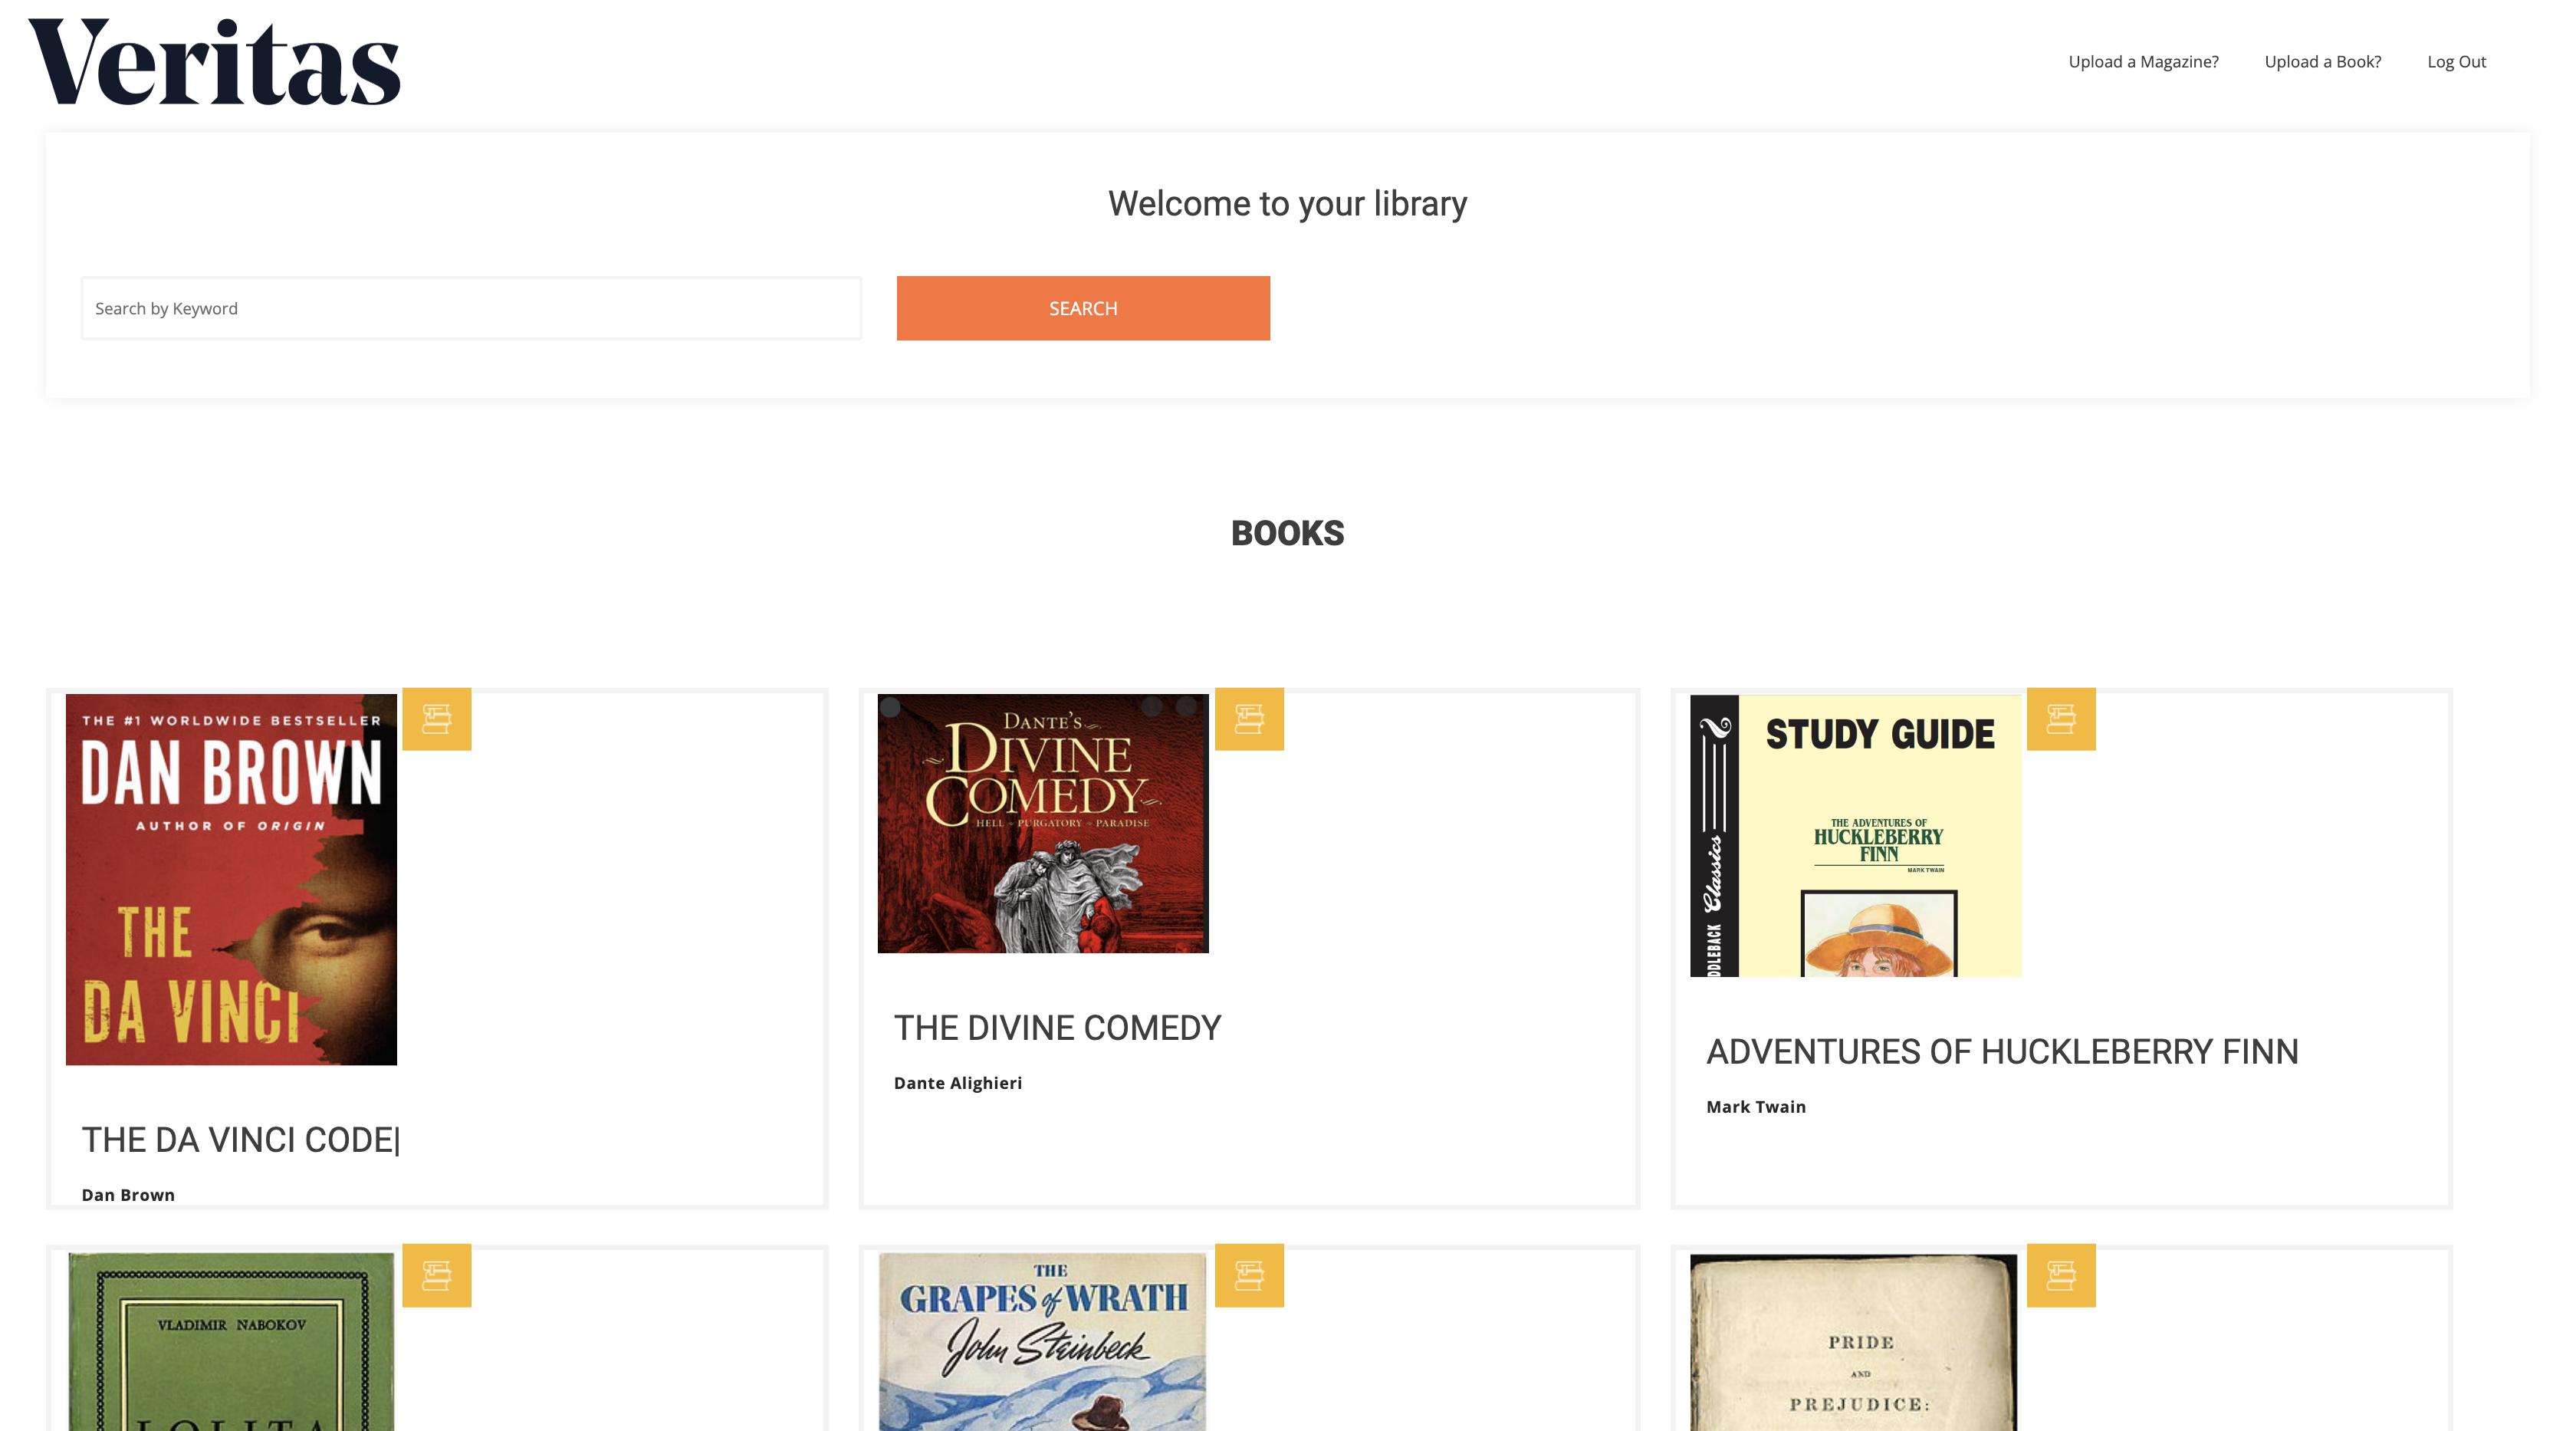 Veritas
Upload a Magazine?
Upload a Book?
Log Out
Welcome to your library
Search by Keyword
SEARCH
BOOKS
THE #1 WORLDWIDE BESTSELLER
DAN BROWN
AUTHOR OF ORIGIN
THE
DA VINCI
THE DA VINCI CODE|
Dan Brown
DANTE'S
DIVINE
COMEDY
HELL - PURGATORY - PARADISE
THE DIVINE COMEDY
Dante Alighieri
STUDY GUIDE
THE ADVENTURES OF
HUCKLEBERRY
FINN
MARK TWAIN
DDLEBACK Classics
ADVENTURES OF HUCKLEBERRY FINN
Mark Twain
VLADIMIR NABOKOV
LOLITA
THE
GRAPES of WRATH
John Steinbeck
PRIDE
AND
PREJUDICE: